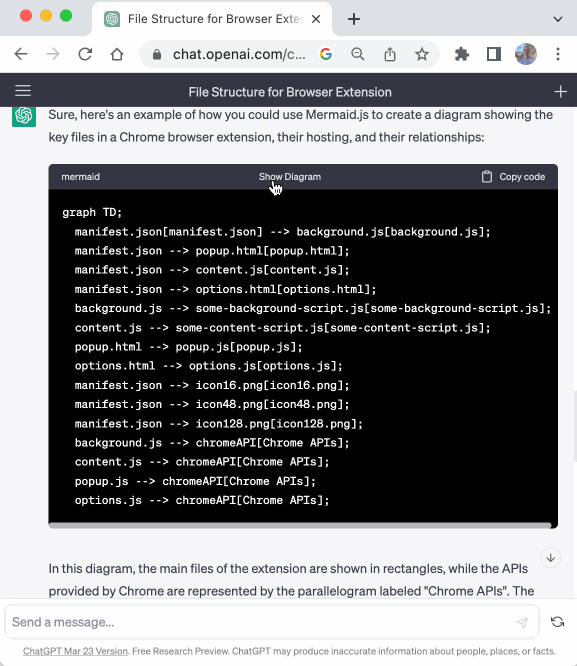 File Structure for Browser Exten
chat.openai.com/c...
File Structure for Browser Extension
Sure, here's an example of how you could use Mermaid.js to create a diagram showing the
key files in a Chrome browser extension, their hosting, and their relationships:
mermaid Show Diagram Copy code
graph TD;
manifest.json[manifest.json] --> background.js[background.js];
manifest.json --> popup.html[popup.html];
manifest.json --> content.js[content.js];
manifest.json --> options.html[options.html];
background.js --> some-background-script.js[some-background-script.js];
content.js --> some-content-script.js[some-content-script.js];
popup.html --> popup.js[popup.js];
options.html --> options.js[options.js];
manifest.json --> icon16.png[icon16.png];
manifest.json --> icon48.png[icon48.png];
manifest.json --> icon128.png[icon128.png];
background.js --> chromeAPI[Chrome APIs];
content.js --> chromeAPI[Chrome APIs];
popup.js --> chromeAPI[Chrome APIs];
options.js --> chromeAPI[Chrome APIs];
In this diagram, the main files of the extension are shown in rectangles, while the APIs
provided by Chrome are represented by the parallelogram labeled "Chrome APIs". The
Send a message...
ChatGPT Mar 23 Version. Free Research Preview. ChatGPT may produce inaccurate information about people, places, or facts.